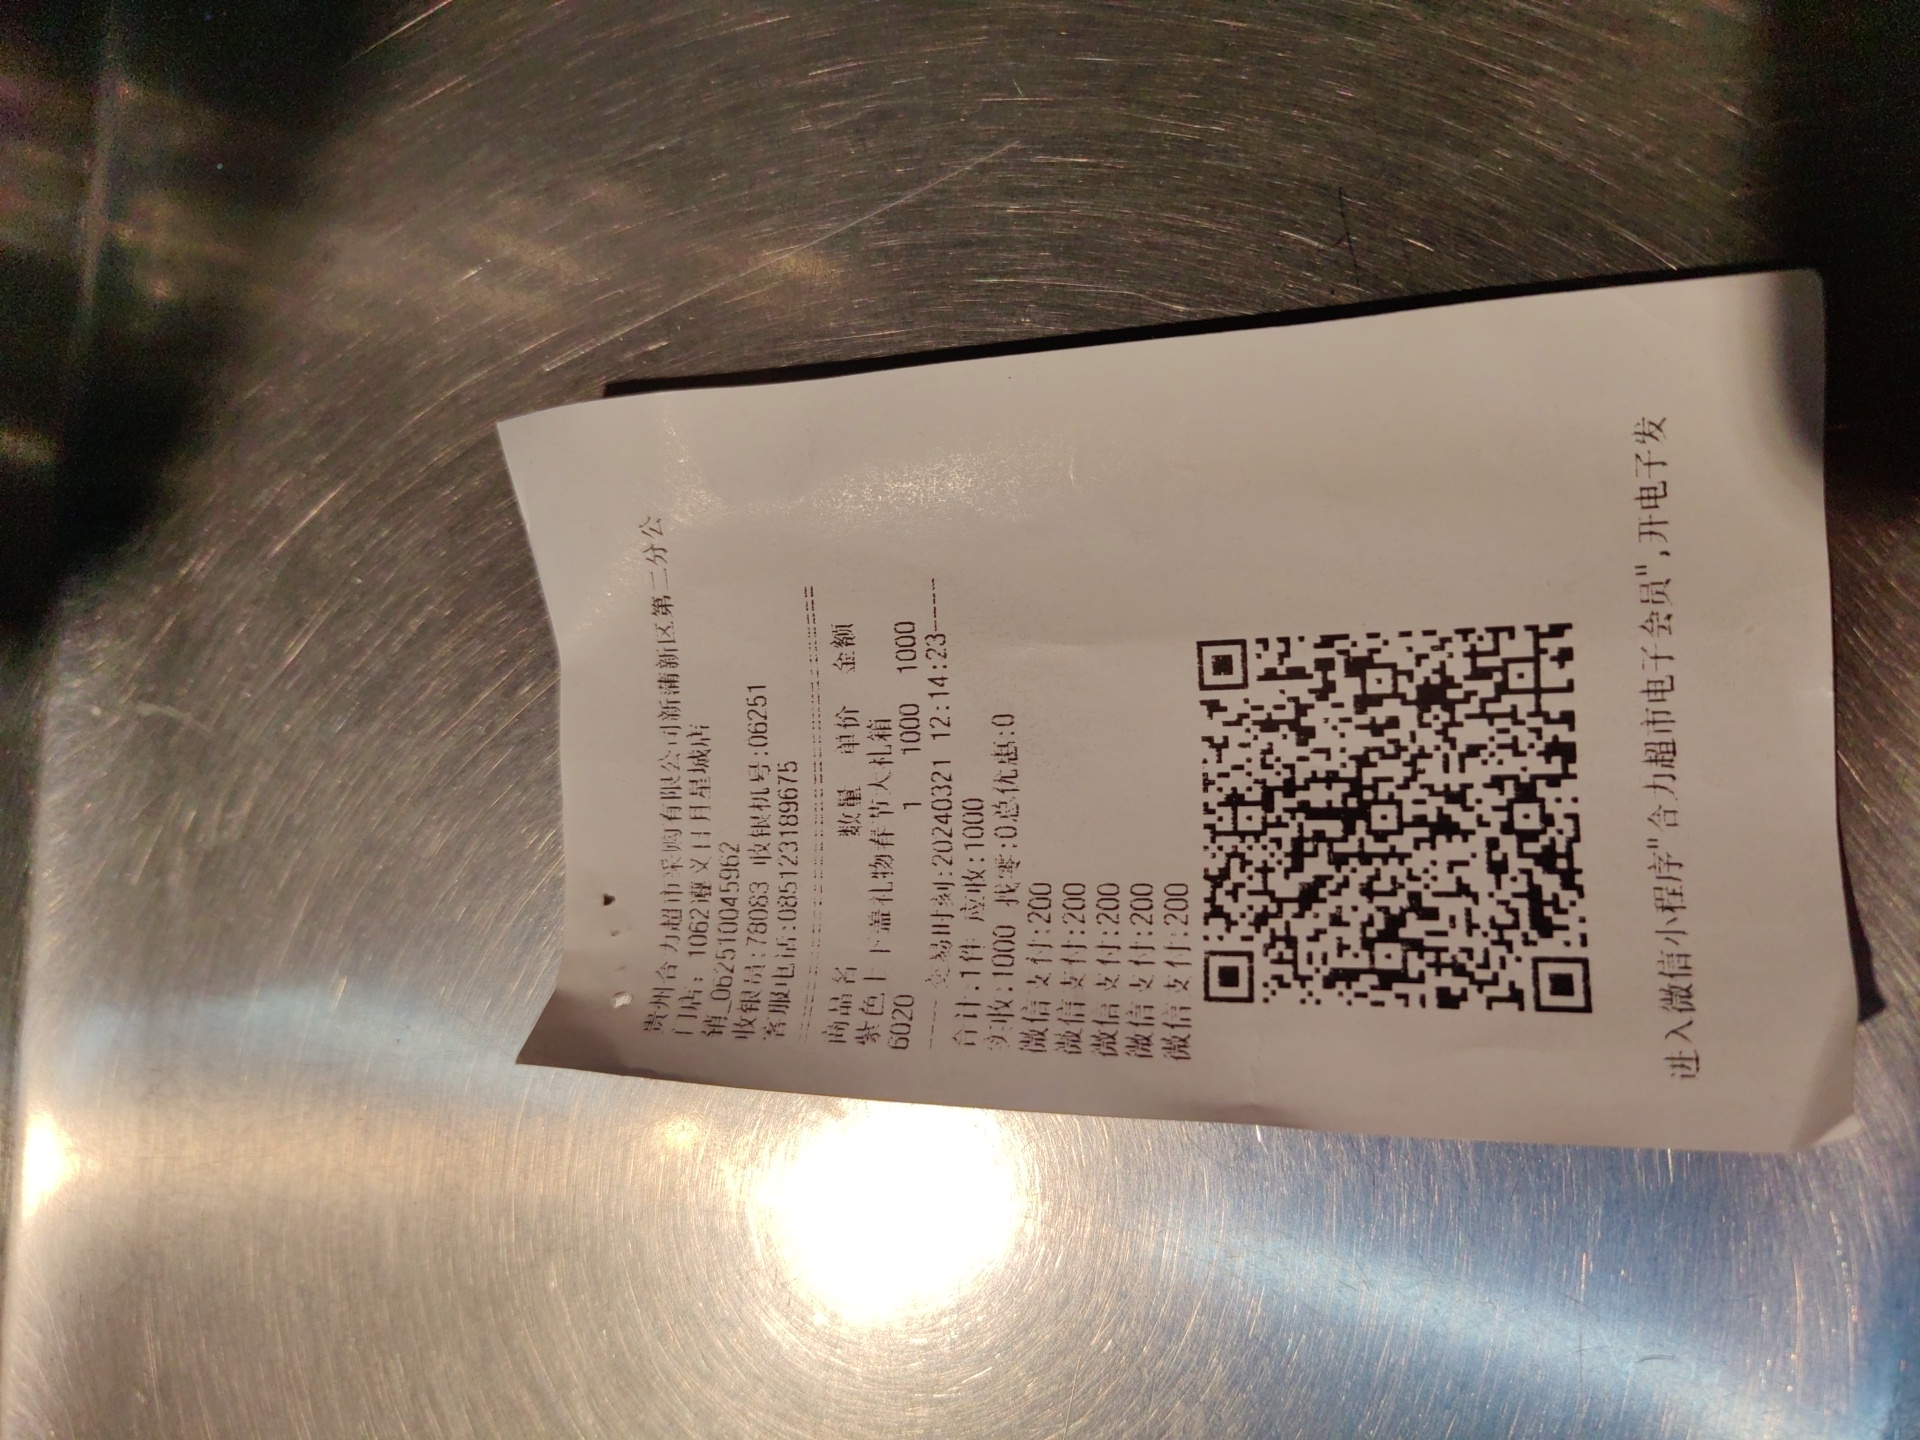 贵州合力超市采购有限公司新蒲新区第二分公
门店: 1062遵义日月星城店
销_062510045962
收银员:78083 收银机号:06251
客服电话:085123189675
商品名 数量 单价 金额
紫色上下盖礼物春节大礼箱
6020 1 1000 1000
----交易时刻:20240321 12:14:23----
合计:1件 应收:1000
实收:1000 找零:0总优惠:0
微信支付:200
微信支付:200
微信支付:200
微信支付:200
微信支付:200
进入微信小程序"合力超市电子会员",开电子发